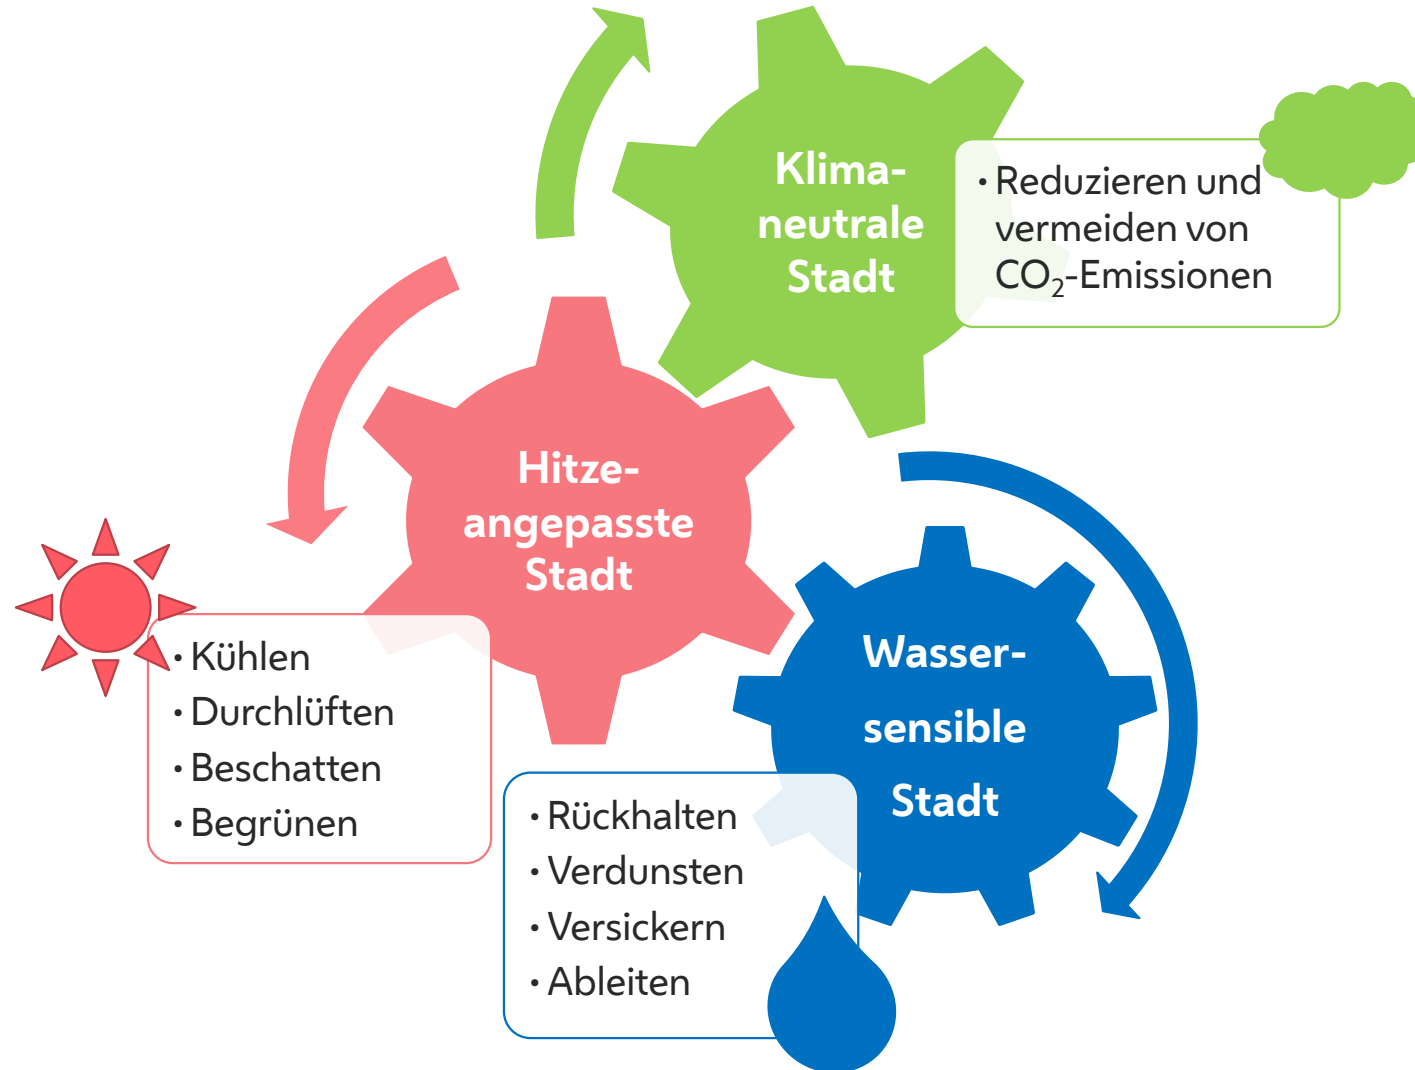 Klima-
neutrale
Stadt
· Reduzieren und
vermeiden von
CO₂-Emissionen
Hitze-
angepasste
Stadt
· Kühlen
· Durchlüften
· Beschatten
· Begrünen
Wasser-
sensible
Stadt
· Rückhalten
· Verdunsten
· Versickern
· Ableiten